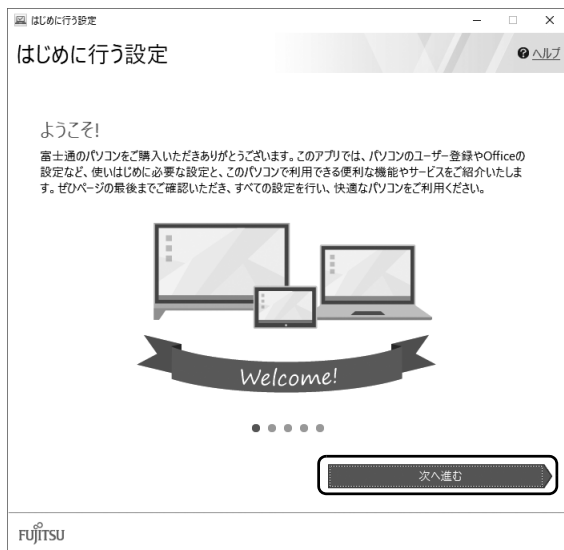 はじめに行う設定
はじめに行う設定
ヘルプ
ようこそ!
富士通のパソコンをご購入いただきありがとうございます。このアプリでは、パソコンのユーザー登録やOfficeの
設定など、使いはじめに必要な設定と、このパソコンで利用できる便利な機能やサービスをご紹介いたしま
す。ぜひページの最後までご確認いただき、すべての設定を行い、快適なパソコンをご利用ください。
Welcome!
次へ進む
FUJITSU